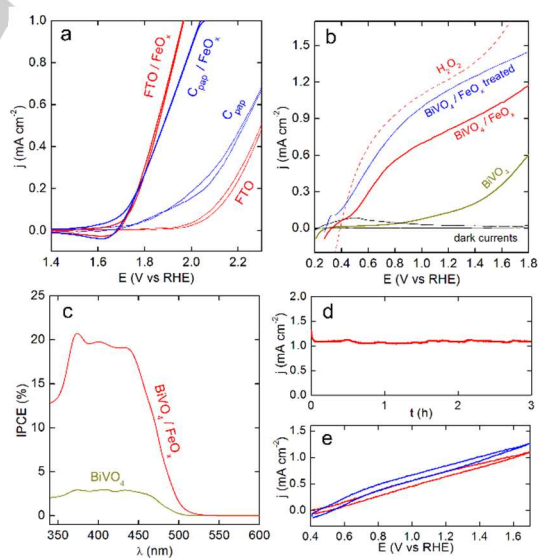 a
1.0
0.8
0.6
0.4
0.2
0.0
j (mA cm⁻²)
FTO / FeOₓ
C_pap / FeOₓ
C_pap
FTO
1.4 1.6 1.8 2.0 2.2
E (V vs RHE)
b
1.5
1.2
0.9
0.6
0.3
0.0
j (mA cm⁻²)
H₂O₂
BiVO₄ / FeOₓ treated
BiVO₄ / FeOₓ
dark currents
0.2 0.4 0.6 0.8 1.0 1.2 1.4 1.6 1.8
E (V vs RHE)
c
25
20
15
10
5
0
IPCE (%)
BiVO₄ / FeOₓ
BiVO₄
350 400 450 500 550 600
λ (nm)
d
2.0
1.5
1.0
0.5
0.0
j (mA cm⁻²)
0 1 2 3
t (h)
e
1.5
1.0
0.5
0.0
j (mA cm⁻²)
0.4 0.6 0.8 1.0 1.2 1.4 1.6
E (V vs RHE)